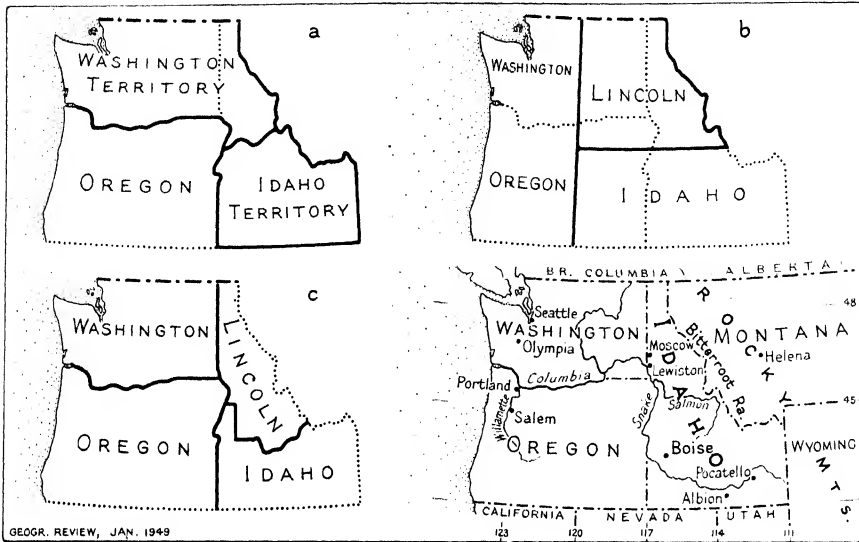 a
WASHINGTON
TERRITORY
OREGON
IDAHO
TERRITORY
b
WASHINGTON
LINCOLN
OREGON
IDAHO
c
WASHINGTON
LINCOLN
OREGON
IDAHO
GEOGR. REVIEW, JAN. 1949
BR. COLUMBIA
ALBERTA
48
ROCKY
MTS.
Seattle
WASHINGTON
Olympia
IDAHO
Moscow
Lewiston
Bitterroot Ra.
MONTANA
Helena
Portland
Columbia
45
Salem
Willamette
Snake
Salmon
OREGON
Boise
WYOMING
Pocatello
Albion
CALIFORNIA
NEVADA
UTAH
123
120
117
114
111